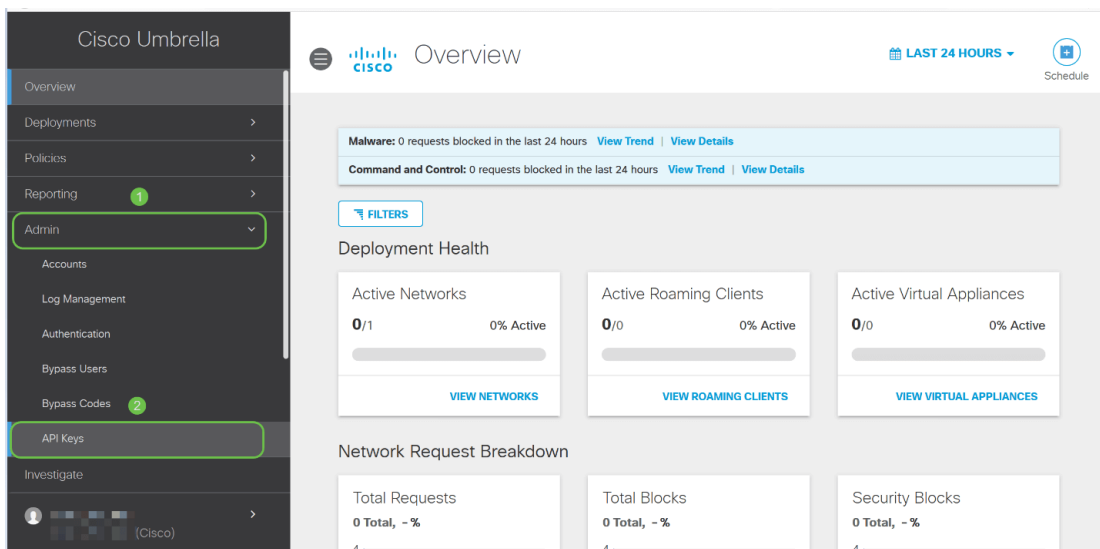 Cisco Umbrella
Overview
Deployments
Policies
Reporting
1
Admin
Accounts
Log Management
Authentication
Bypass Users
Bypass Codes
2
API Keys
Investigate
(Cisco)
CISCO
Overview
LAST 24 HOURS
Schedule
Malware: 0 requests blocked in the last 24 hours View Trend | View Details
Command and Control: 0 requests blocked in the last 24 hours View Trend | View Details
FILTERS
Deployment Health
Active Networks
0/1 0% Active
VIEW NETWORKS
Active Roaming Clients
0/0 0% Active
VIEW ROAMING CLIENTS
Active Virtual Appliances
0/0 0% Active
VIEW VIRTUAL APPLIANCES
Network Request Breakdown
Total Requests
0 Total, - %
Total Blocks
0 Total, - %
Security Blocks
0 Total, - %